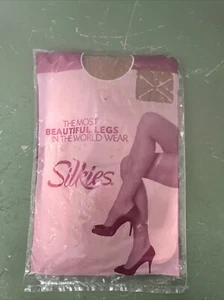 THE MOST
BEAUTIFUL LEGS
IN THE WORLD WEAR
Silkies